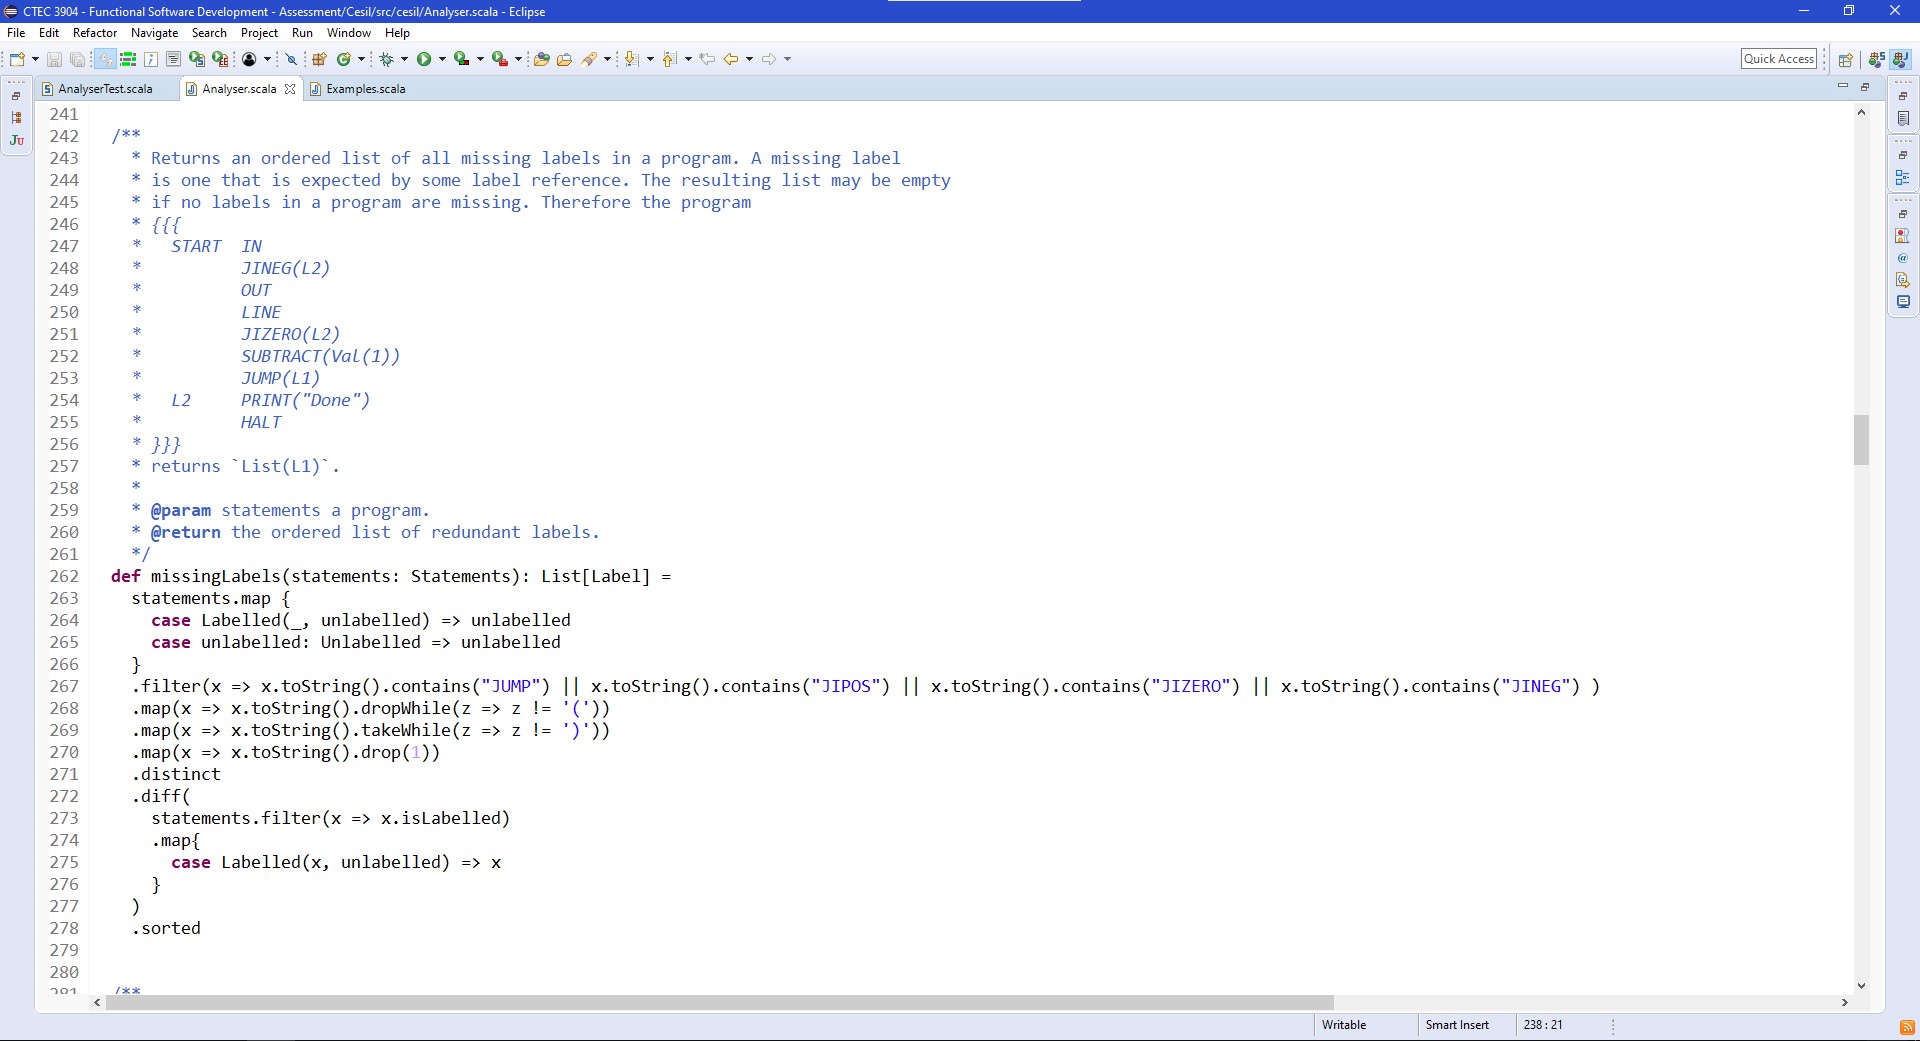 CTEC 3904 - Functional Software Development - Assessment/Cesil/src/cesil/Analyser.scala - Eclipse
File Edit Refactor Navigate Search Project Run Window Help
Quick Access
AnalyserTest.scala Analyser.scala Examples.scala
241
242 /**
243 * Returns an ordered list of all missing labels in a program. A missing label
244 * is one that is expected by some label reference. The resulting list may be empty
245 * if no labels in a program are missing. Therefore the program
246 * {{{
247 * START IN
248 * JINEG(L2)
249 * OUT
250 * LINE
251 * JIZERO(L2)
252 * SUBTRACT(Val(1))
253 * JUMP(L1)
254 * L2 PRINT("Done")
255 * HALT
256 * }}}
257 * returns `List(L1)`.
258 *
259 * @param statements a program.
260 * @return the ordered list of redundant labels.
261 */
262 def missingLabels(statements: Statements): List[Label] =
263 statements.map {
264 case Labelled(_, unlabelled) => unlabelled
265 case unlabelled: Unlabelled => unlabelled
266 }
267 .filter(x => x.toString().contains("JUMP") || x.toString().contains("JIPOS") || x.toString().contains("JIZERO") || x.toString().contains("JINEG") )
268 .map(x => x.toString().dropWhile(z => z != '('))
269 .map(x => x.toString().takeWhile(z => z != ')'))
270 .map(x => x.toString().drop(1))
271 .distinct
272 .diff(
273 statements.filter(x => x.isLabelled)
274 .map{
275 case Labelled(x, unlabelled) => x
276 }
277 )
278 .sorted
279
280
281 /**
Writable Smart Insert 238 : 21